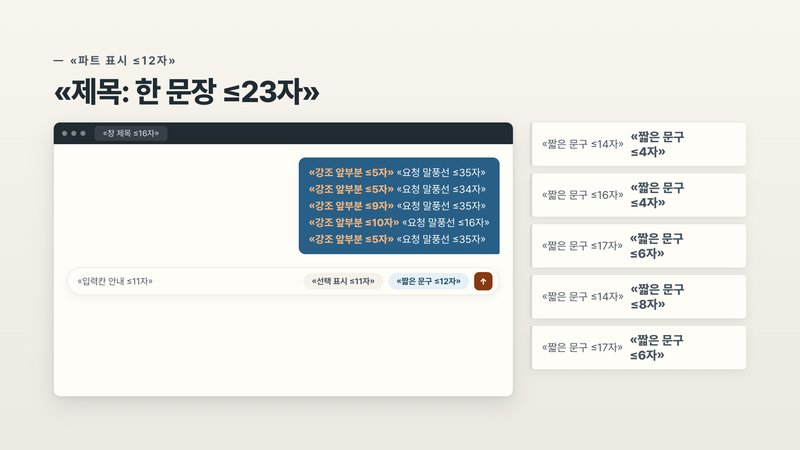 — «파트 표시 ≤12자»
«제목: 한 문장 ≤23자»
«창 제목 ≤16자»
«강조 앞부분 ≤5자» «요청 말풍선 ≤35자»
«강조 앞부분 ≤5자» «요청 말풍선 ≤34자»
«강조 앞부분 ≤9자» «요청 말풍선 ≤35자»
«강조 앞부분 ≤10자» «요청 말풍선 ≤16자»
«강조 앞부분 ≤5자» «요청 말풍선 ≤35자»
«입력칸 안내 ≤11자»
«선택 표시 ≤11자»
«짧은 문구 ≤12자»
«짧은 문구 ≤14자»
«짧은 문구
≤4자»
«짧은 문구 ≤16자»
«짧은 문구
≤4자»
«짧은 문구 ≤17자»
«짧은 문구
≤6자»
«짧은 문구 ≤14자»
«짧은 문구
≤8자»
«짧은 문구 ≤17자»
«짧은 문구
≤6자»